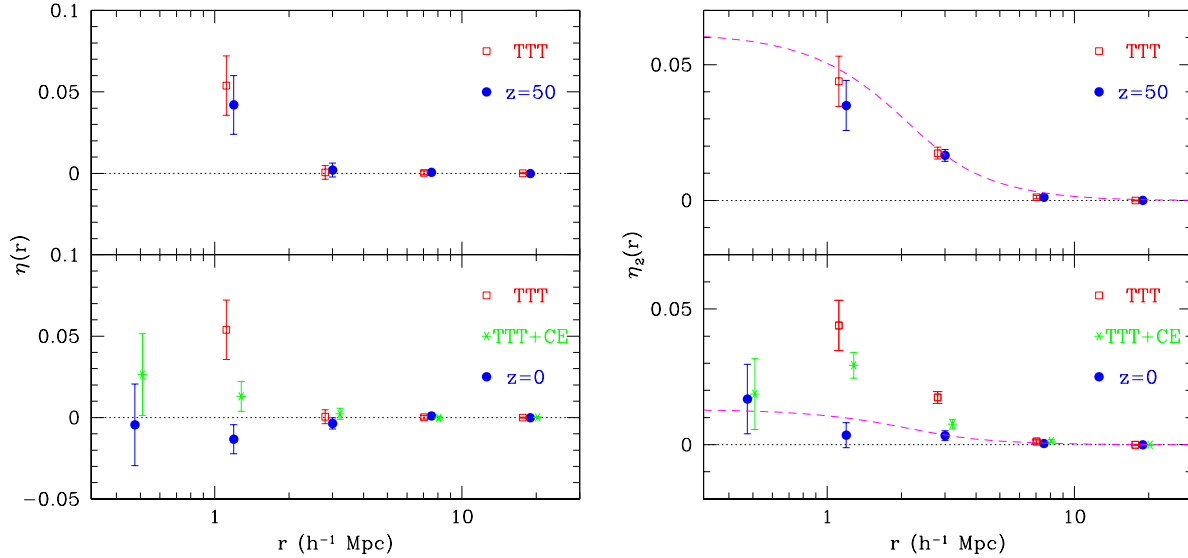 0.1
TTT
z=50
0.05
0
η(r)
0.1
TTT
TTT+CE
z=0
0.05
0
−0.05
1
10
r (h⁻¹ Mpc)
TTT
z=50
0.05
0
η₂(r)
TTT
TTT+CE
z=0
0.05
0
1
10
r (h⁻¹ Mpc)